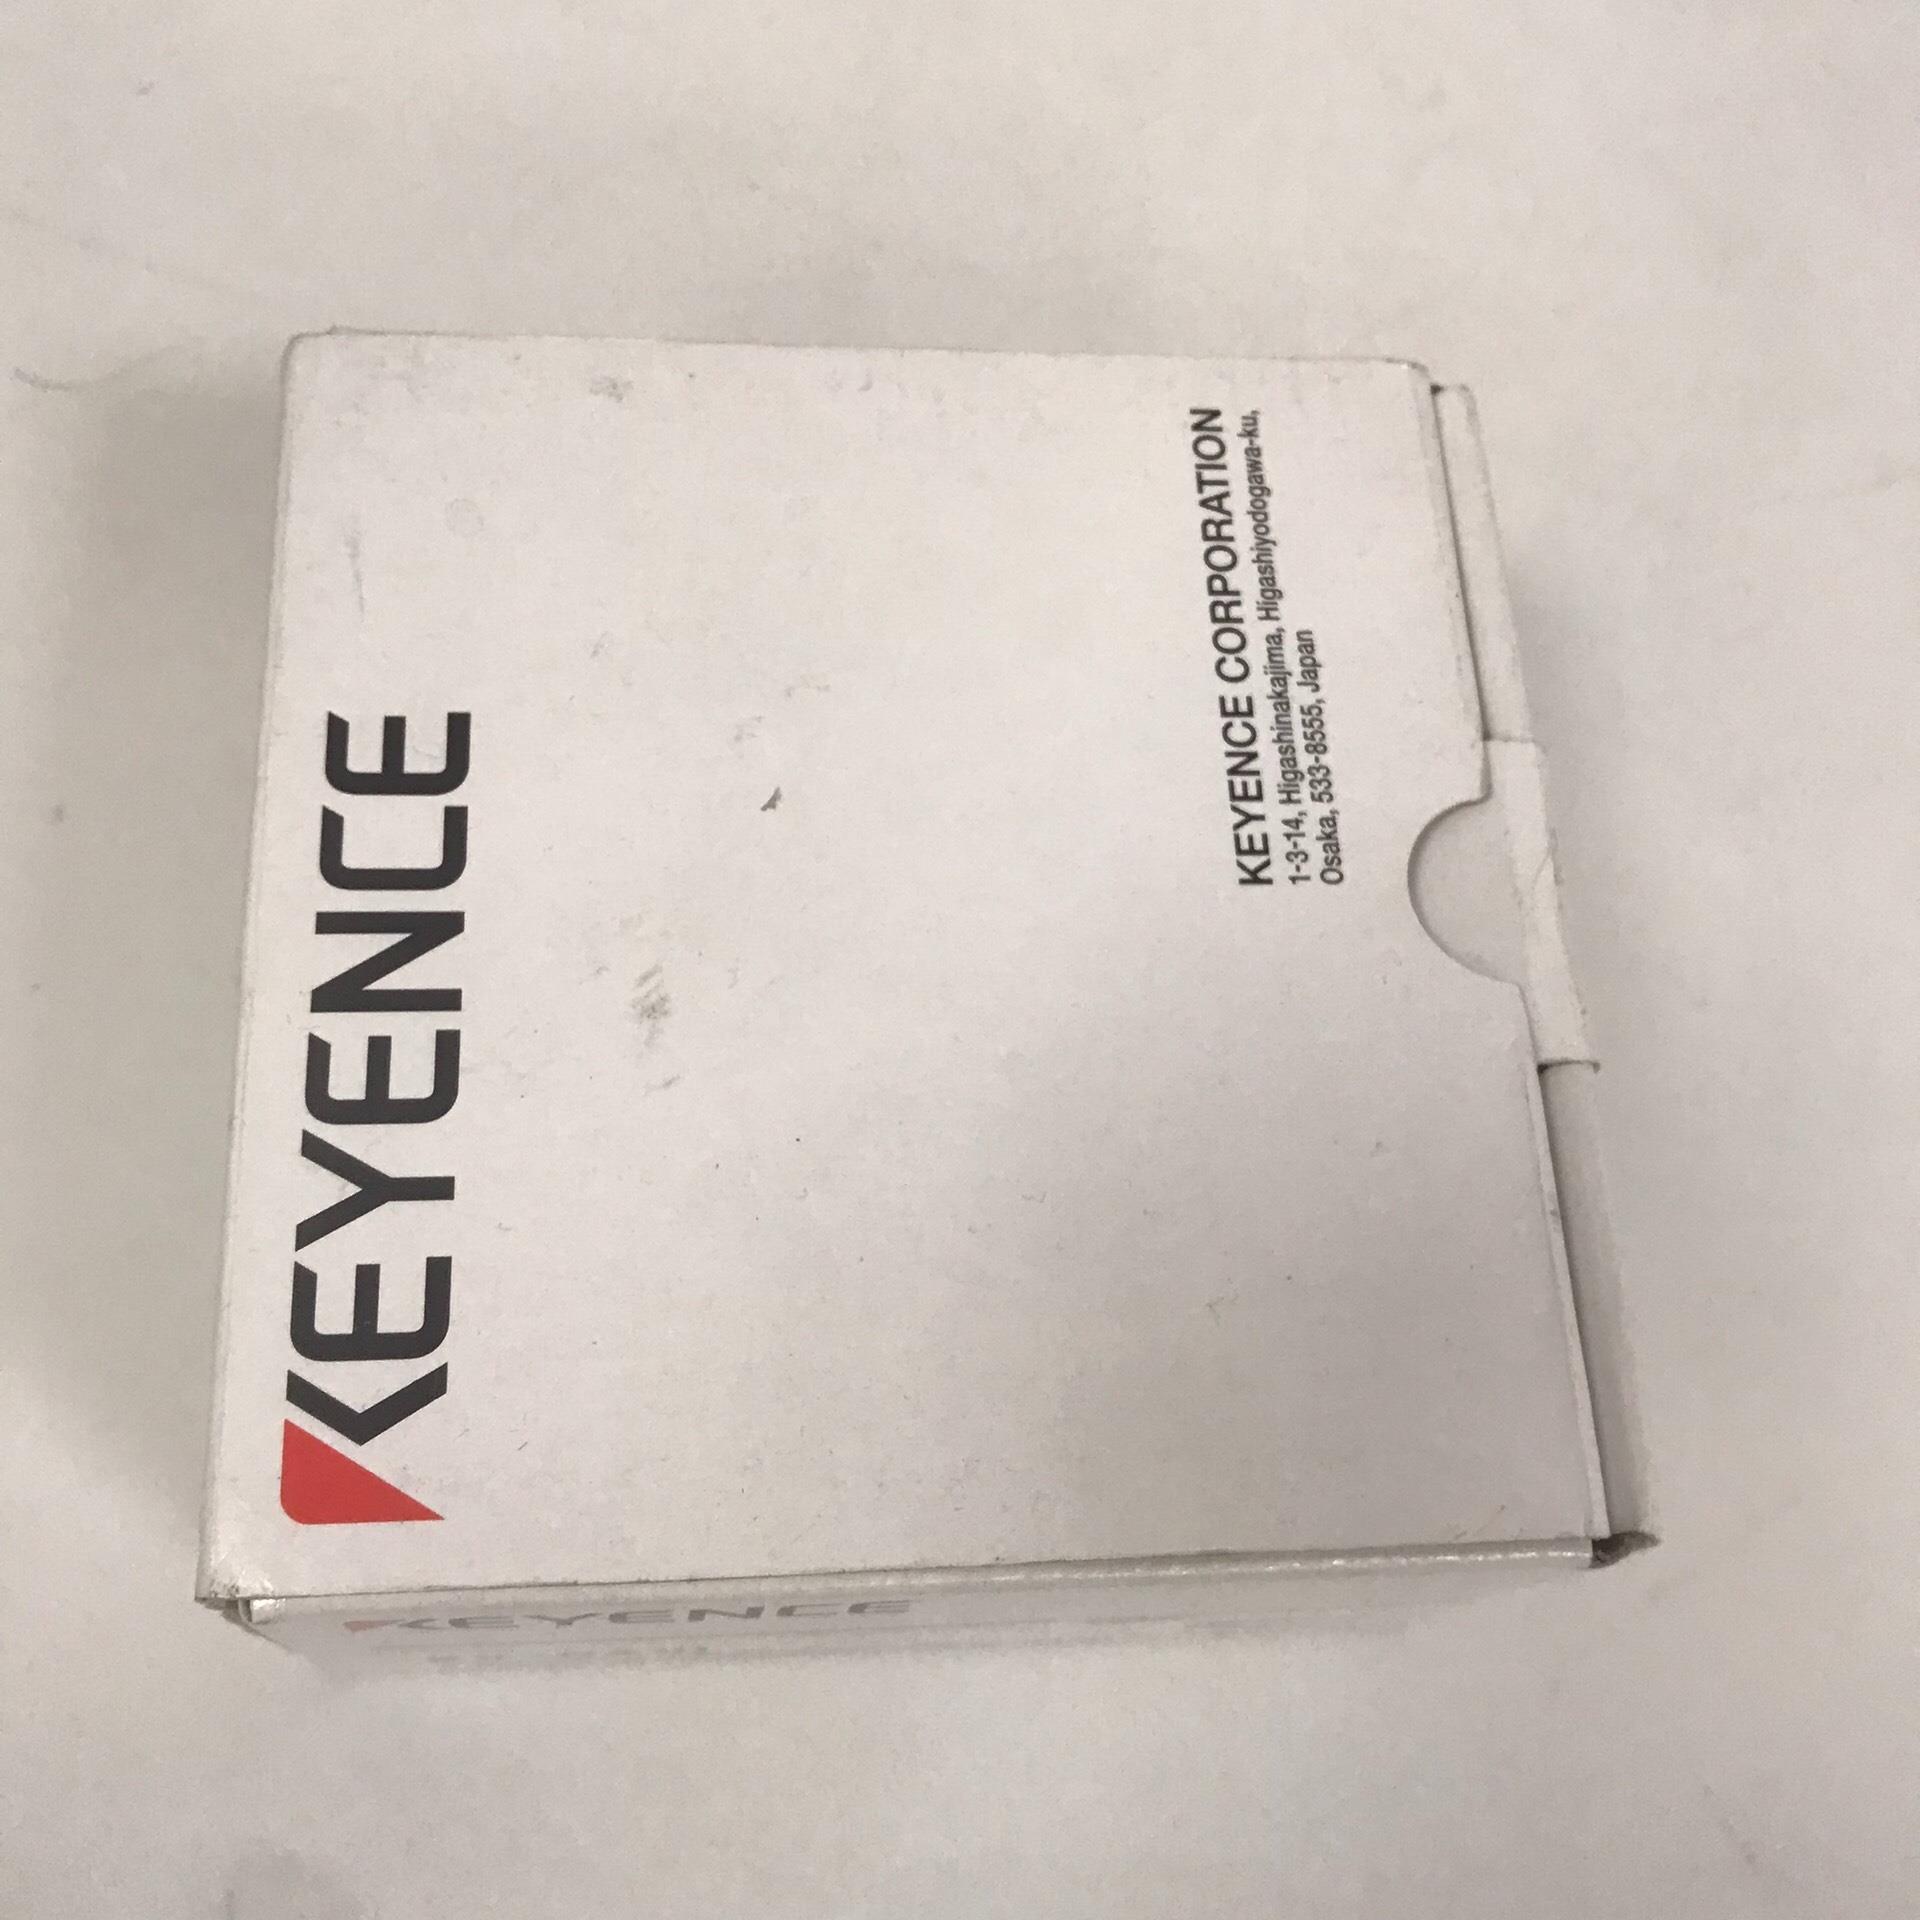 KEYENCE
KEYENCE CORPORATION
1-3-14, Higashinakajima, Higashiyodogawa-ku,
Osaka, 533-8555, Japan
KEYENCE